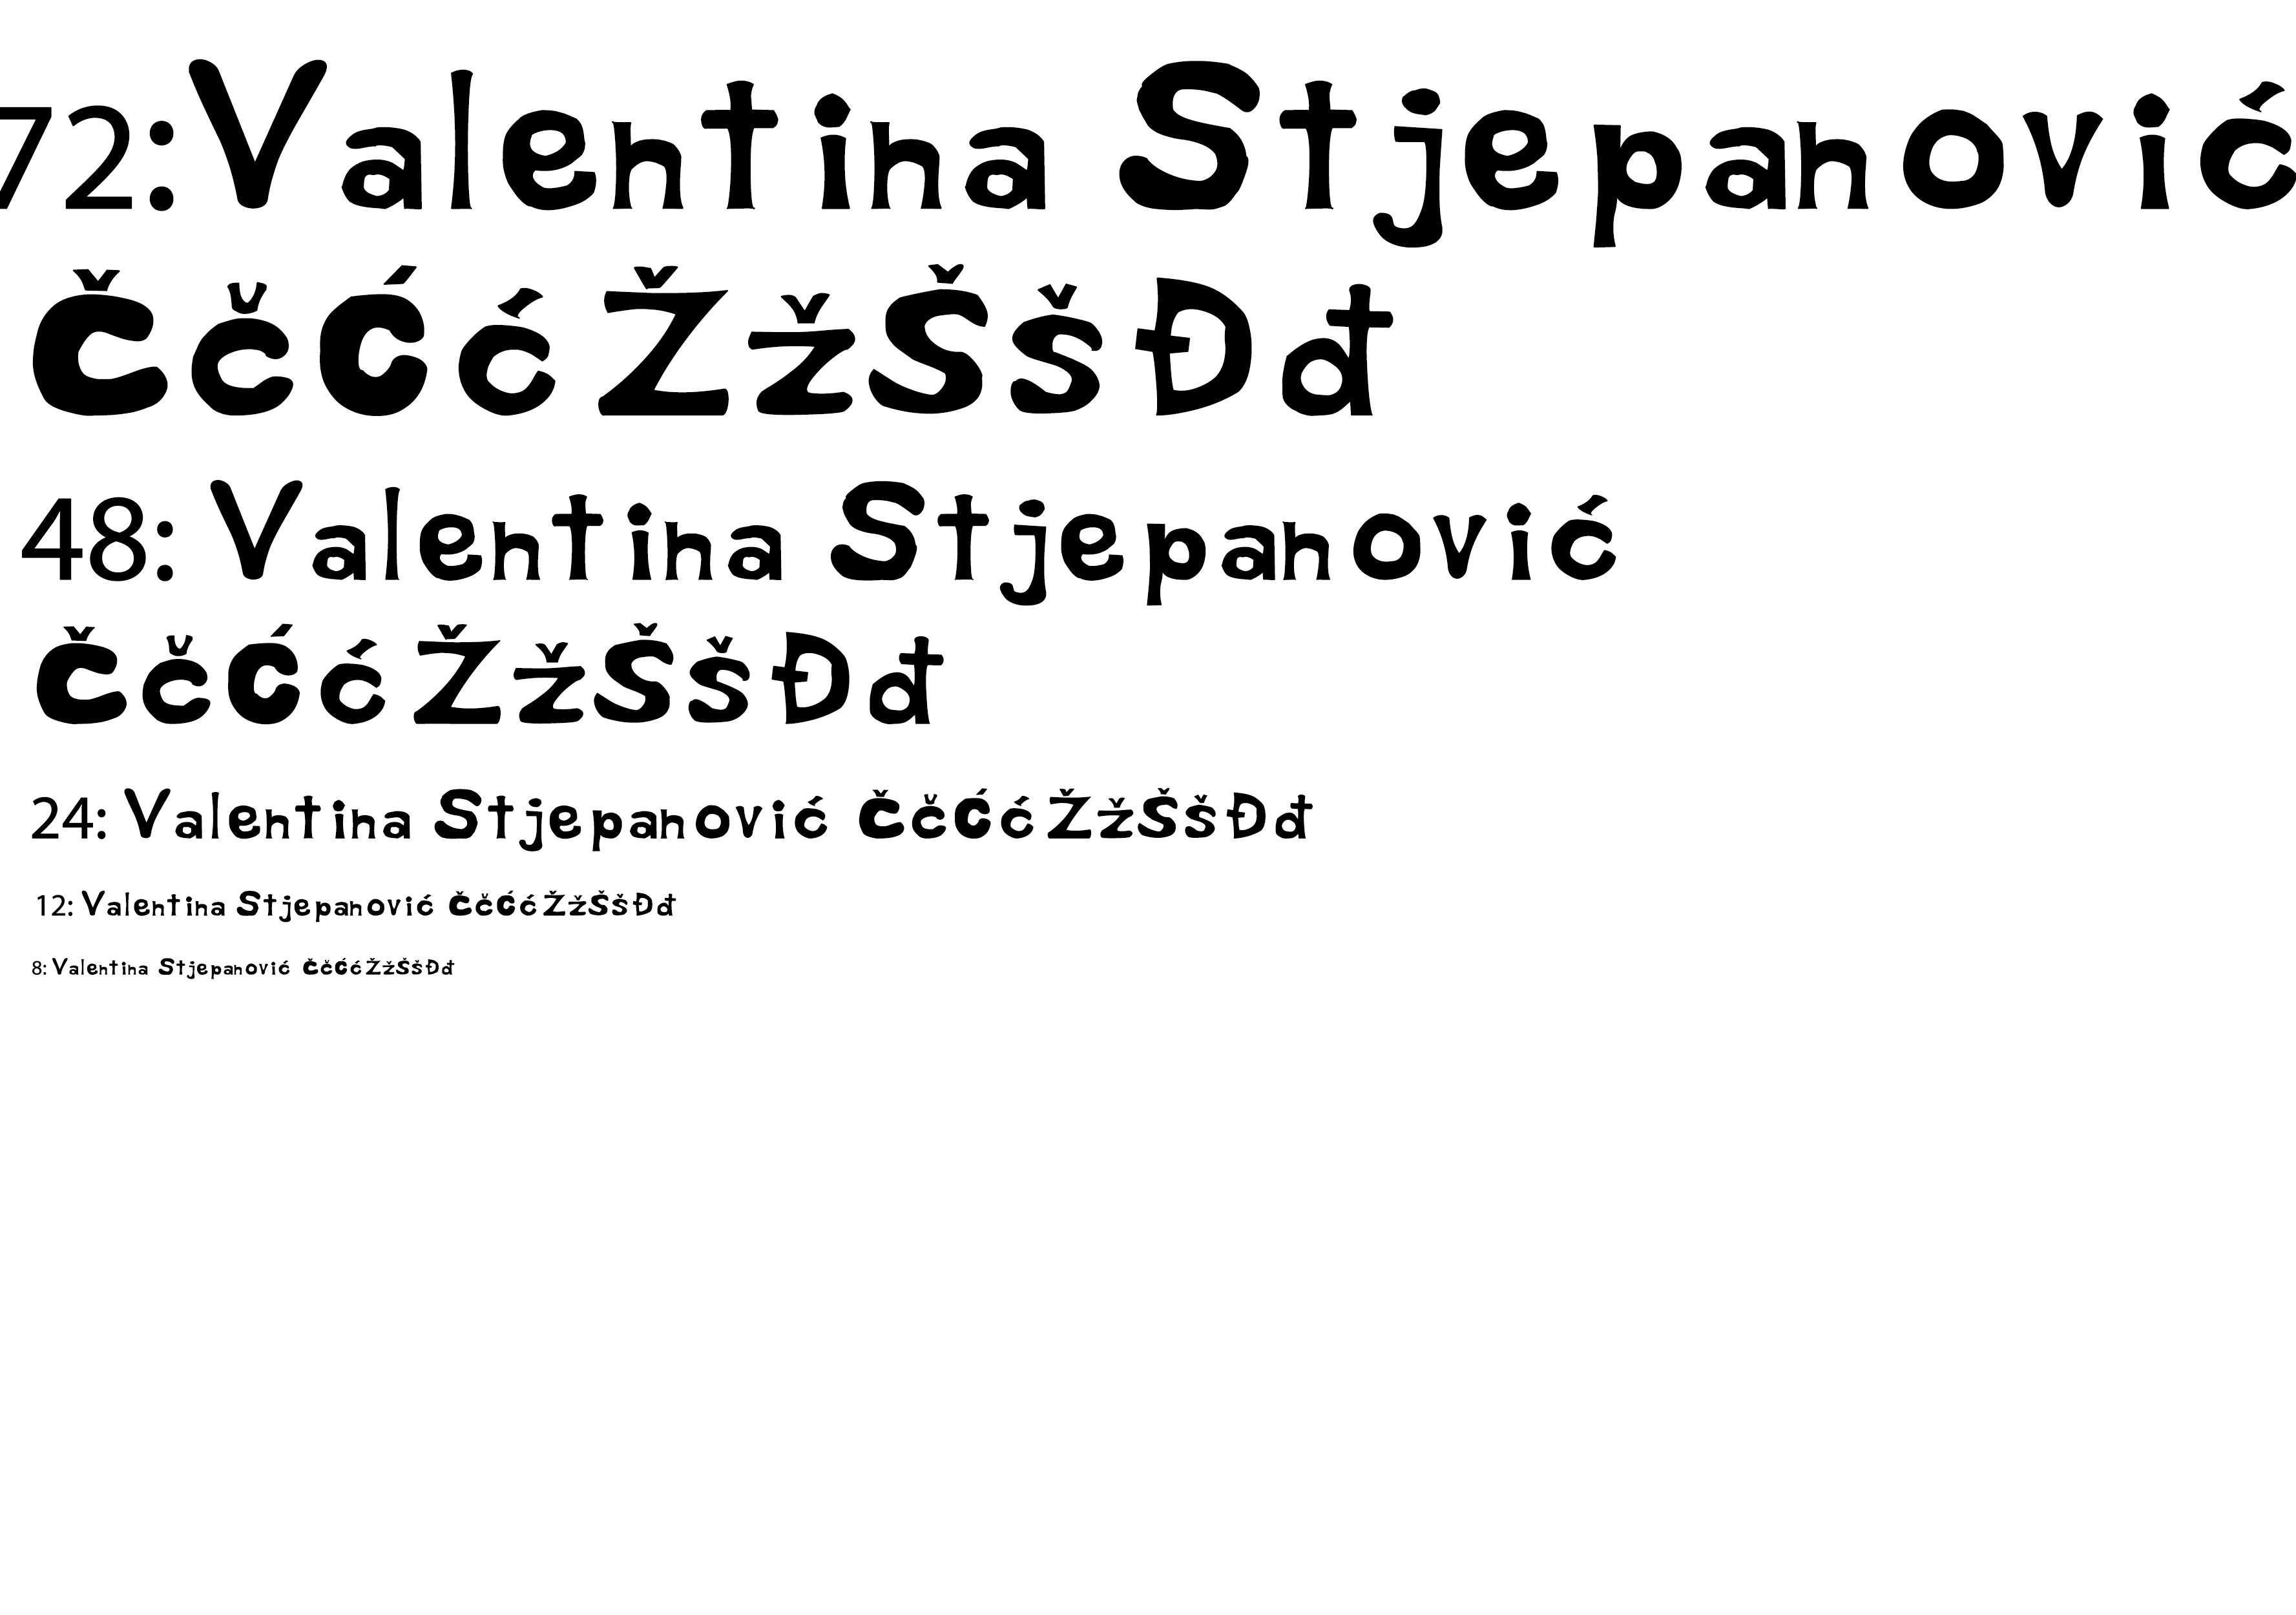 72:Valentina Stjepanović
ČčĆćŽžŠšĐđ
48: Valentina Stjepanović
ČčĆćŽžŠšĐđ
24: Valentina Stjepanović ČčĆćŽžŠšĐđ
12: Valentina Stjepanović ČčĆćŽžŠšĐđ
8: Valentina Stjepanović ČčĆćŽžŠšĐđ